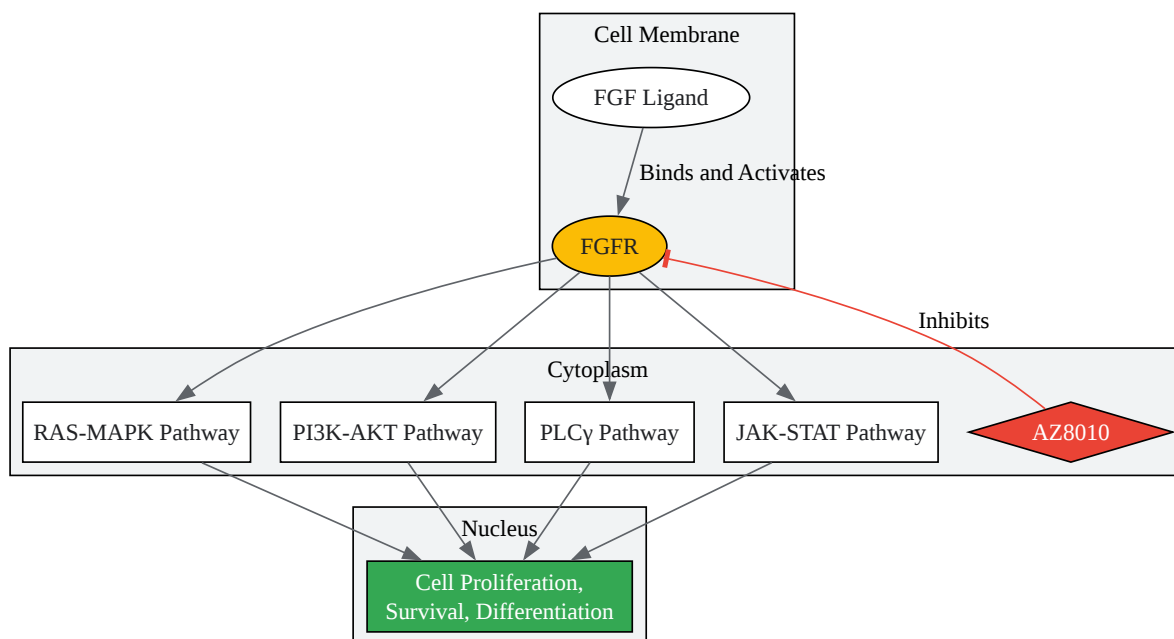 Cell Membrane
FGF Ligand
Binds and Activates
FGFR
Inhibits
Cytoplasm
RAS-MAPK Pathway
PI3K-AKT Pathway
PLCγ Pathway
JAK-STAT Pathway
AZ8010
Nucleus
Cell Proliferation,
Survival, Differentiation